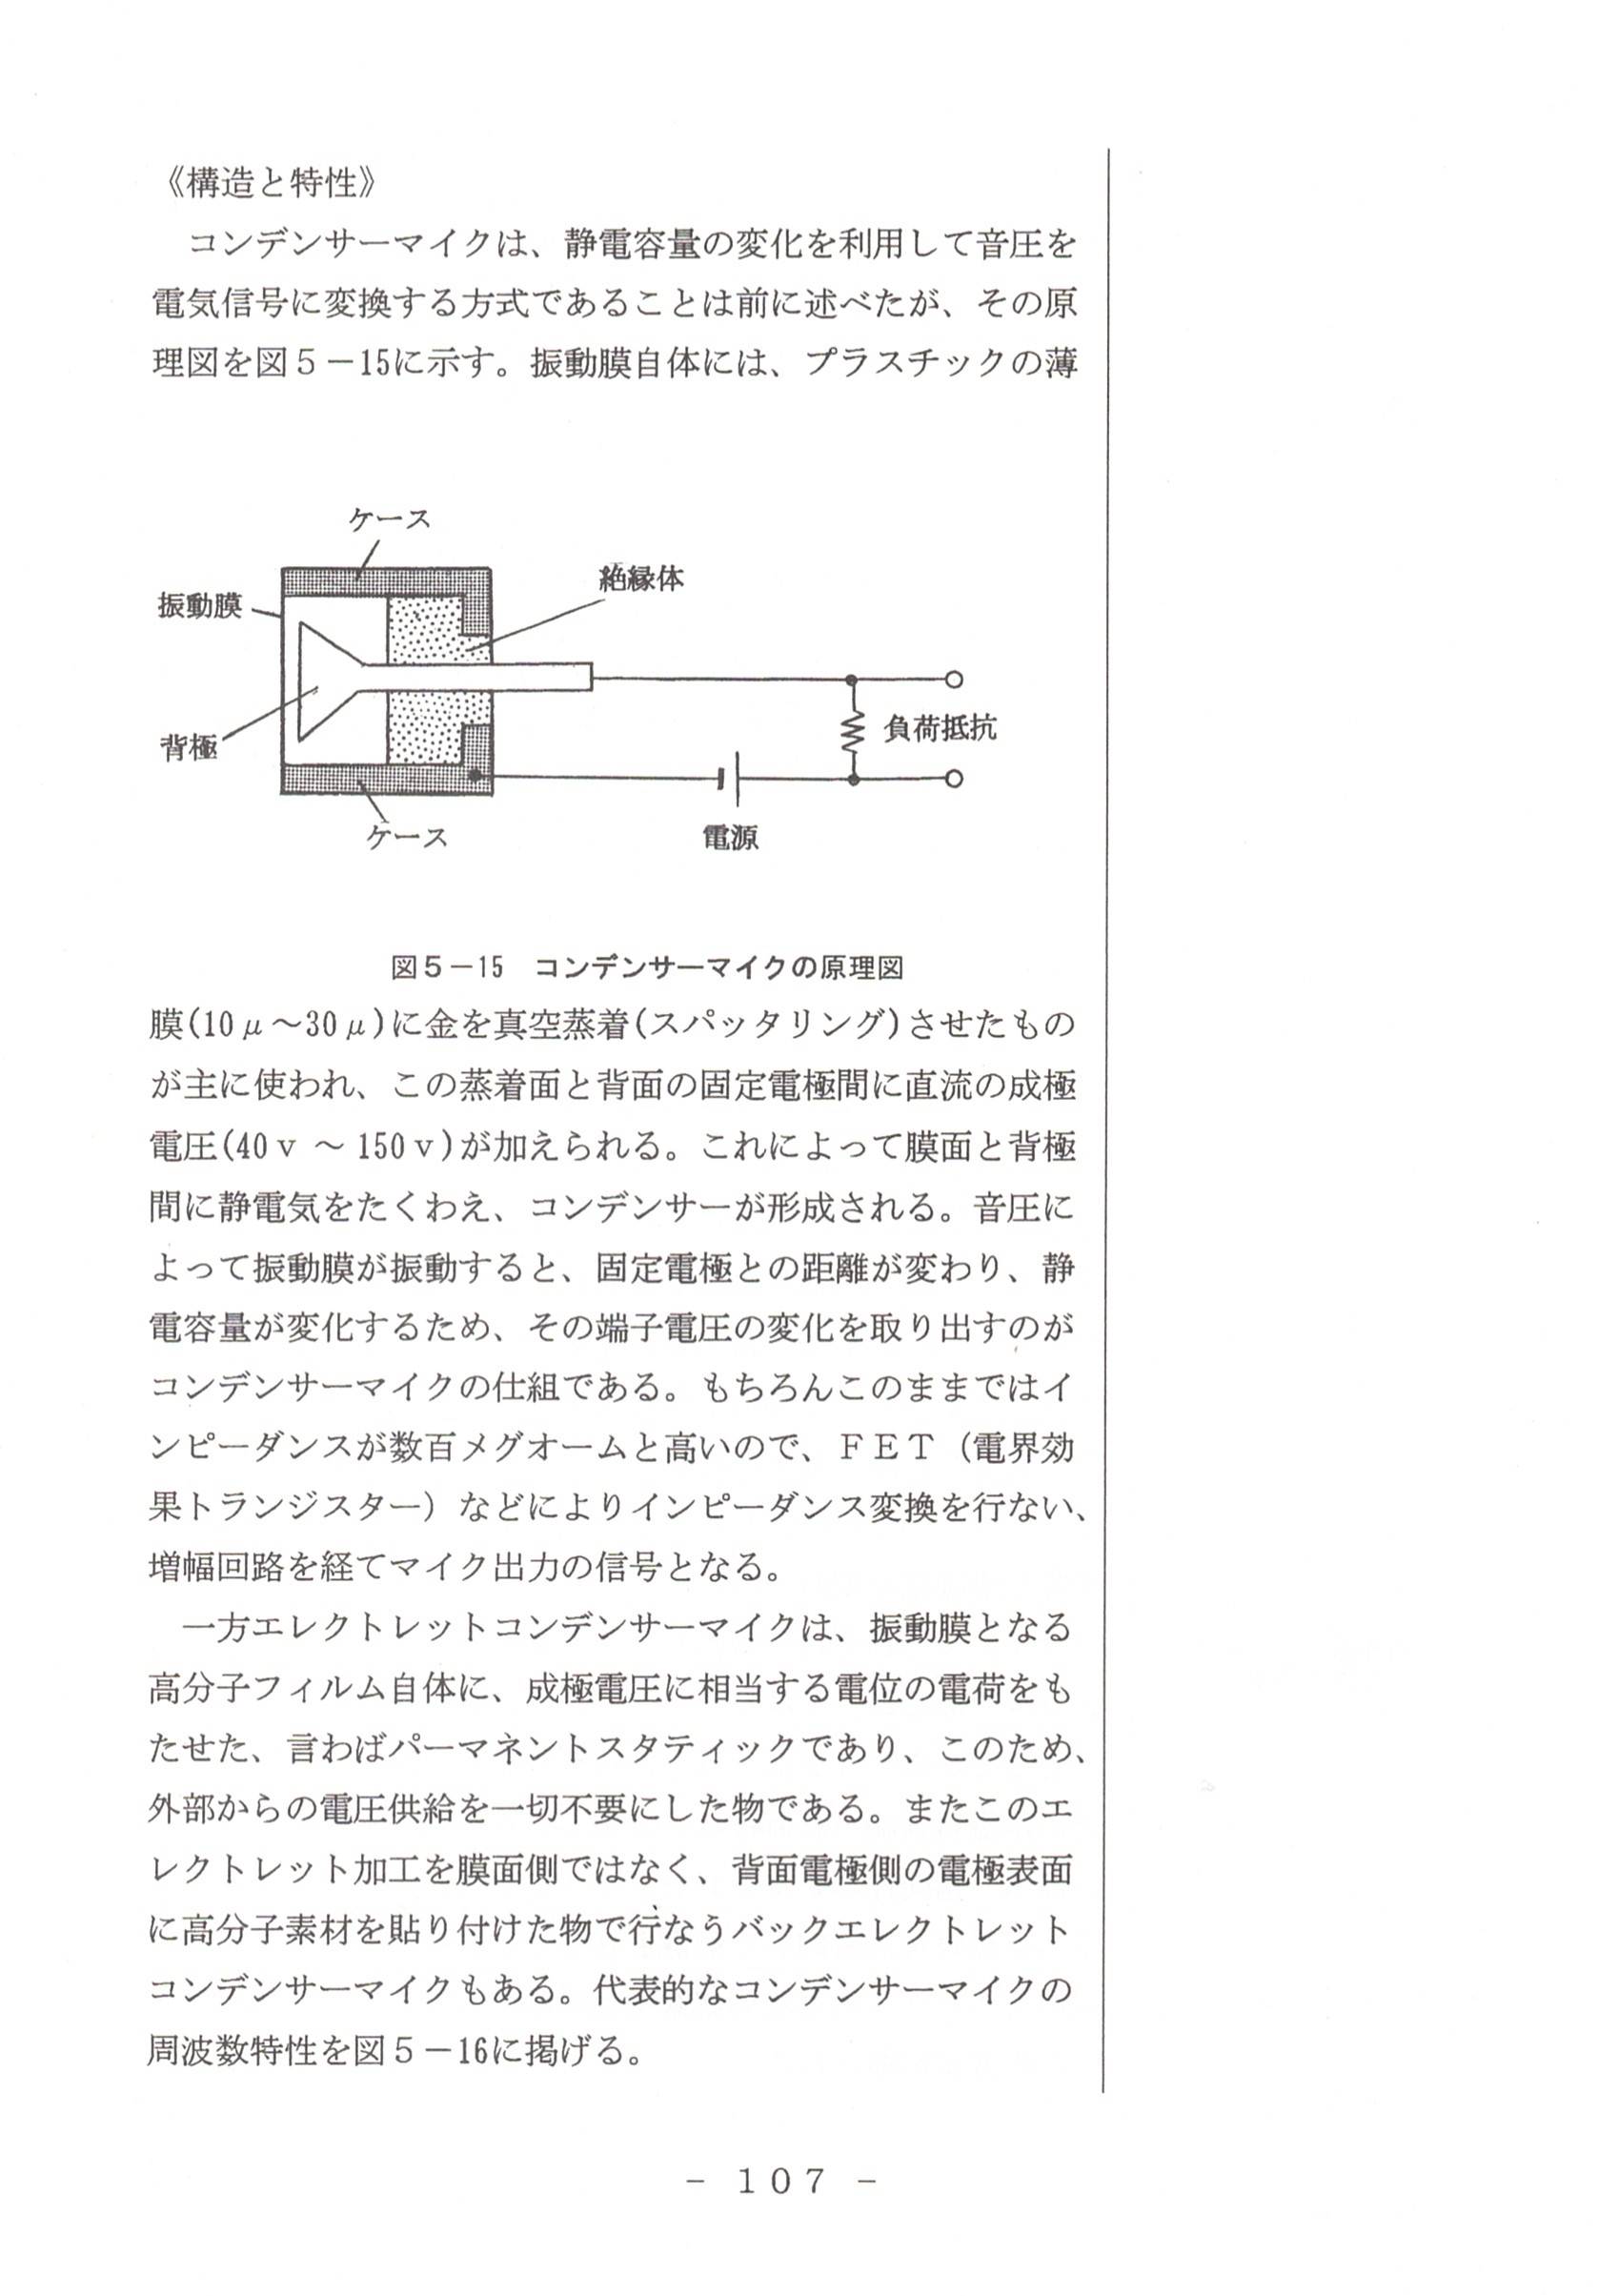 《構造と特性》
コンデンサーマイクは、静電容量の変化を利用して音圧を
電気信号に変換する方式であることは前に述べたが、その原
理図を図5－15に示す。振動膜自体には、プラスチックの薄
ケース
絶縁体
振動膜
負荷抵抗
背極
ケース
電源
図5－15　コンデンサーマイクの原理図
膜(10μ～30μ)に金を真空蒸着(スパッタリング)させたもの
が主に使われ、この蒸着面と背面の固定電極間に直流の成極
電圧(40v ～ 150v)が加えられる。これによって膜面と背極
間に静電気をたくわえ、コンデンサーが形成される。音圧に
よって振動膜が振動すると、固定電極との距離が変わり、静
電容量が変化するため、その端子電圧の変化を取り出すのが
コンデンサーマイクの仕組である。もちろんこのままではイ
ンピーダンスが数百メグオームと高いので、ＦＥＴ（電界効
果トランジスター）などによりインピーダンス変換を行ない、
増幅回路を経てマイク出力の信号となる。
一方エレクトレットコンデンサーマイクは、振動膜となる
高分子フィルム自体に、成極電圧に相当する電位の電荷をも
たせた、言わばパーマネントスタティックであり、このため、
外部からの電圧供給を一切不要にした物である。またこのエ
レクトレット加工を膜面側ではなく、背面電極側の電極表面
に高分子素材を貼り付けた物で行なうバックエレクトレット
コンデンサーマイクもある。代表的なコンデンサーマイクの
周波数特性を図5－16に掲げる。
－ 107 －